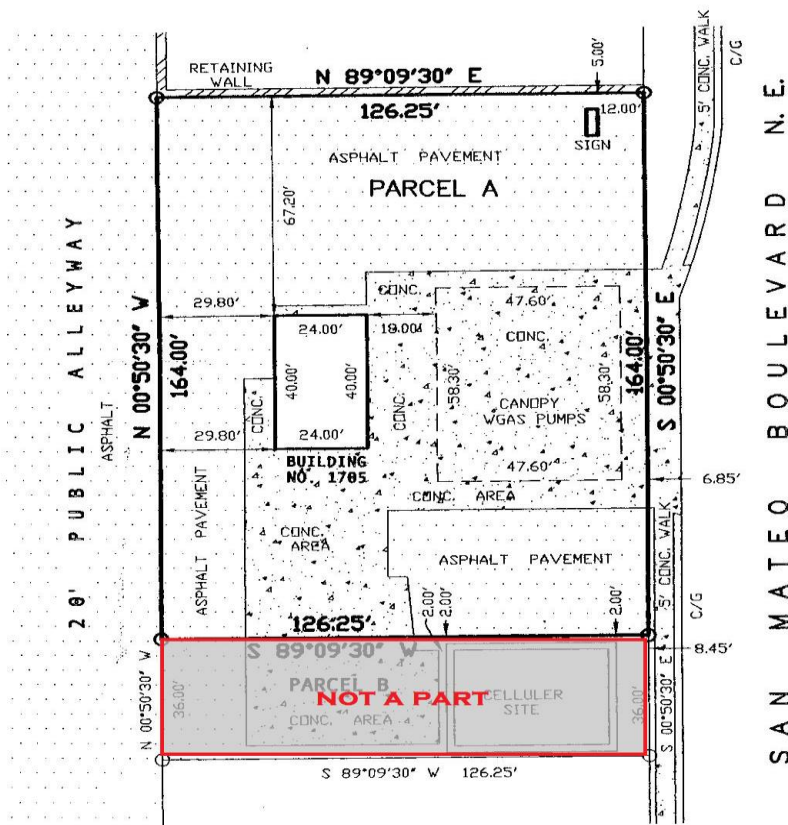 5.00'
5' CONC. WALK
C/G
RETAINING
WALL
N 89°09'30" E
126.25'
12.00'
SIGN
ASPHALT PAVEMENT
PARCEL A
67.20'
20' PUBLIC ALLEYWAY
ASPHALT
N 00°50'30" W
164.00'
29.80'
24.00'
40.00'
40.00'
24.00'
29.80'
CONC.
19.00'
CONC.
CONC.
BUILDING
NO. 1705
47.60'
CONC.
58.30'
58.30'
CANOPY
WGAS PUMPS
47.60'
CONC. AREA
164.00'
S 00°50'30" E
SAN MATEO BOULEVARD N.E.
6.85'
ASPHALT PAVEMENT
CONC.
AREA
ASPHALT PAVEMENT
5' CONC. WALK
C/G
2.00'
2.00'
2.00'
126.25'
S 89°09'30" W
8.45'
N 00°50'30" W
36.00'
PARCEL B
NOT A PART
CELLULER
SITE
CONC. AREA
36.00'
S 00°50'30" E
S 89°09'30" W 126.25'